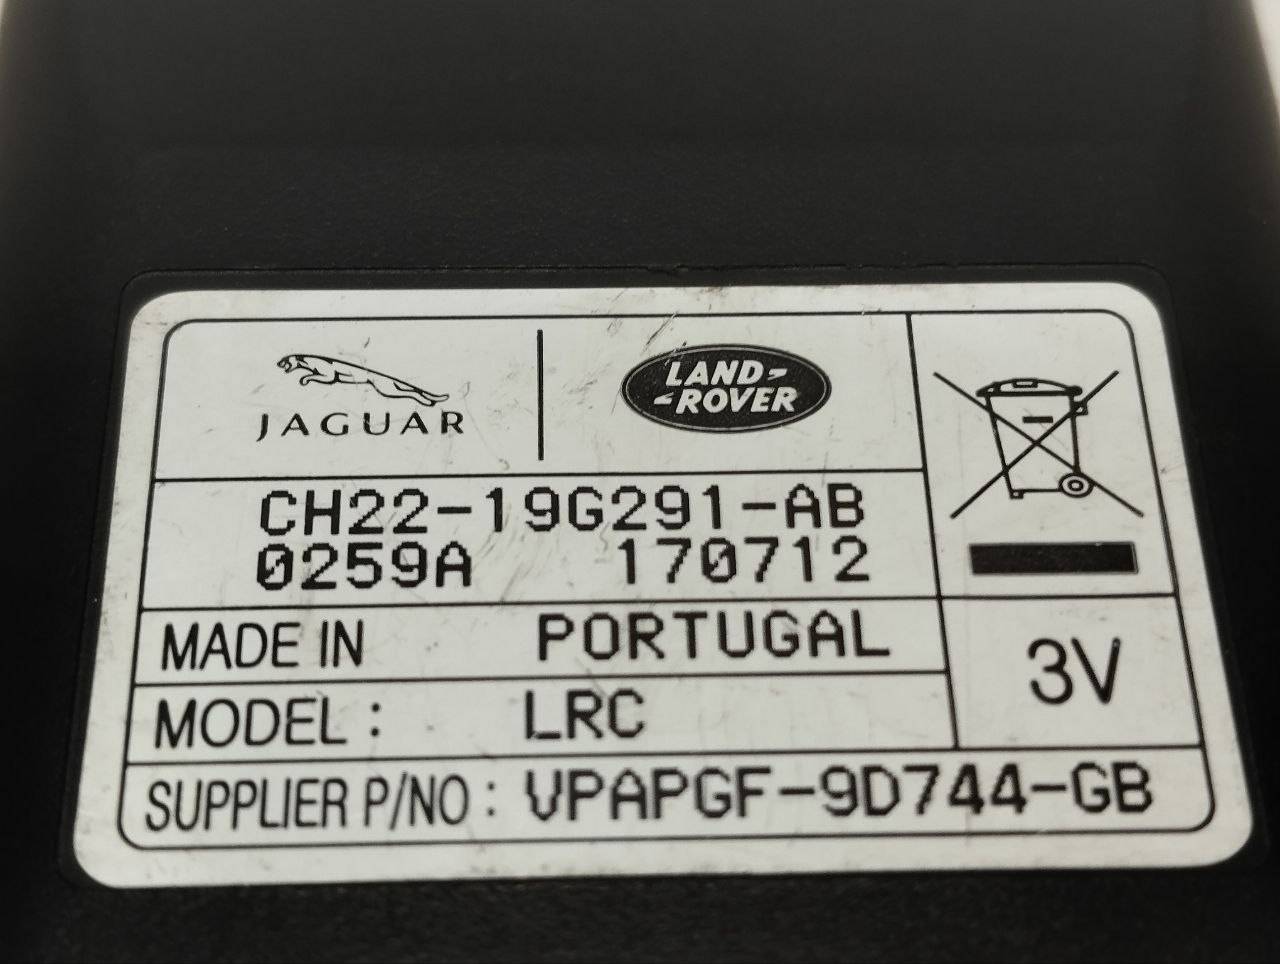 JAGUAR
LAND-
-ROVER
CH22-19G291-AB
0259A 170712
MADE IN PORTUGAL
3V
MODEL: LRC
SUPPLIER P/NO: VPAPGF-9D744-GB